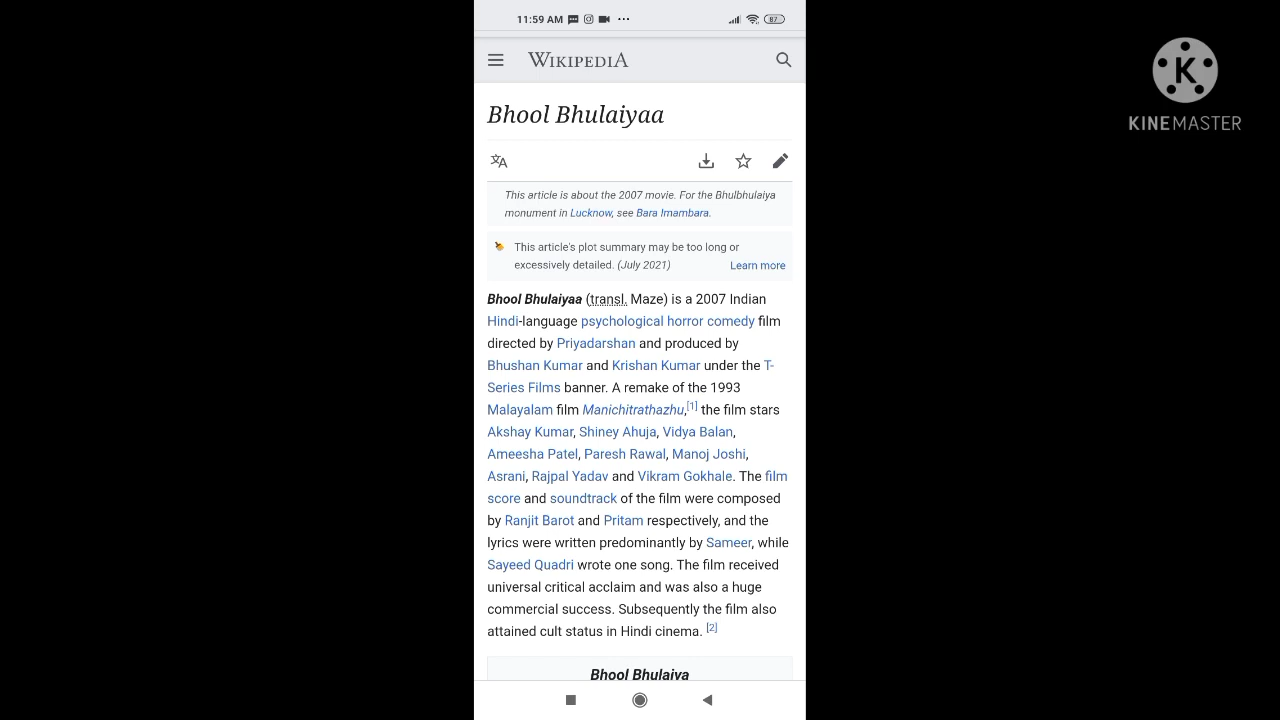 11:59 AM
87
WIKIPEDIA
K
KINEMASTER
Bhool Bhulaiyaa
This article is about the 2007 movie. For the Bhulbhulaiya
monument in Lucknow, see Bara Imambara.
This article's plot summary may be too long or
excessively detailed. (July 2021) Learn more
Bhool Bhulaiyaa (transl. Maze) is a 2007 Indian
Hindi-language psychological horror comedy film
directed by Priyadarshan and produced by
Bhushan Kumar and Krishan Kumar under the T-
Series Films banner. A remake of the 1993
Malayalam film Manichitrathazhu,[1] the film stars
Akshay Kumar, Shiney Ahuja, Vidya Balan,
Ameesha Patel, Paresh Rawal, Manoj Joshi,
Asrani, Rajpal Yadav and Vikram Gokhale. The film
score and soundtrack of the film were composed
by Ranjit Barot and Pritam respectively, and the
lyrics were written predominantly by Sameer, while
Sayeed Quadri wrote one song. The film received
universal critical acclaim and was also a huge
commercial success. Subsequently the film also
attained cult status in Hindi cinema. [2]
Bhool Bhulaiya